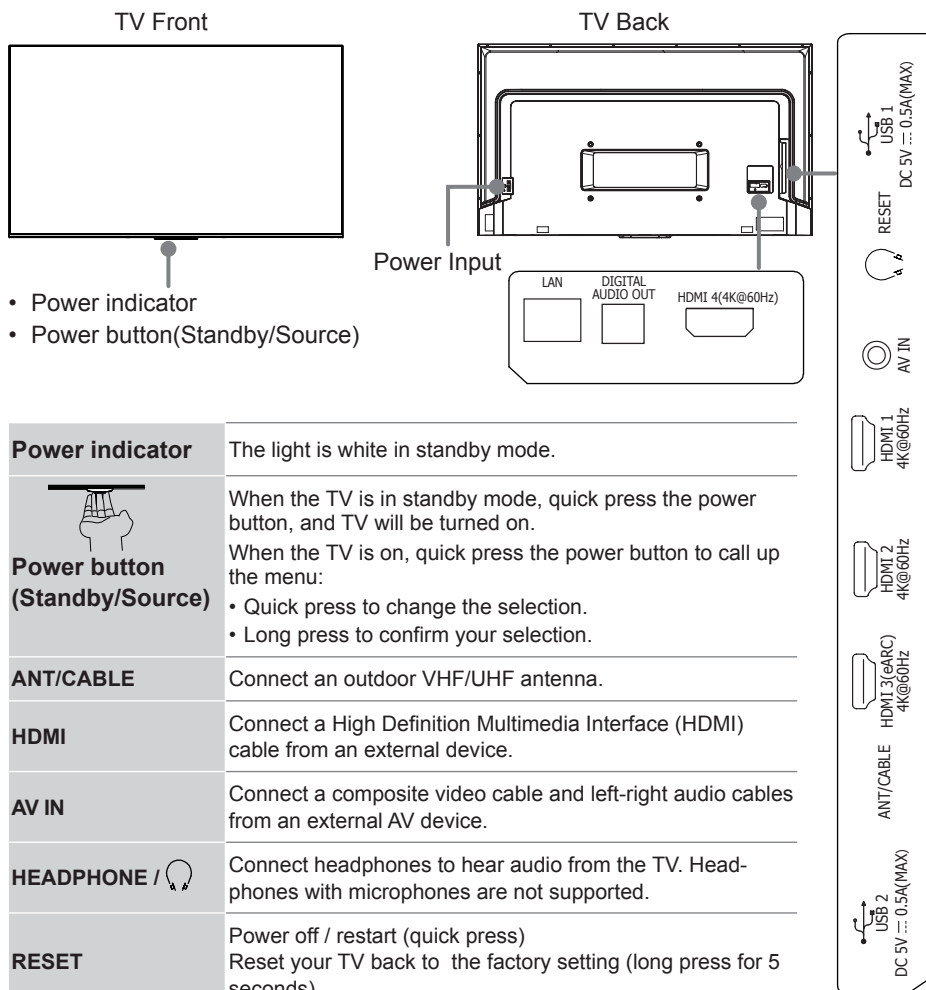 TV Front
TV Back
Power Input
• Power indicator
• Power button(Standby/Source)
LAN
DIGITAL
AUDIO OUT
HDMI 4(4K@60Hz)
USB 1
DC 5V ⎓ 0.5A(MAX)
RESET
AV IN
HDMI 1
4K@60Hz
HDMI 2
4K@60Hz
HDMI 3(eARC)
4K@60Hz
ANT/CABLE
USB 2
DC 5V ⎓ 0.5A(MAX)
Power indicator
The light is white in standby mode.
Power button
(Standby/Source)
When the TV is in standby mode, quick press the power
button, and TV will be turned on.
When the TV is on, quick press the power button to call up
the menu:
• Quick press to change the selection.
• Long press to confirm your selection.
ANT/CABLE
Connect an outdoor VHF/UHF antenna.
HDMI
Connect a High Definition Multimedia Interface (HDMI)
cable from an external device.
AV IN
Connect a composite video cable and left-right audio cables
from an external AV device.
HEADPHONE /
Connect headphones to hear audio from the TV. Head-
phones with microphones are not supported.
RESET
Power off / restart (quick press)
Reset your TV back to the factory setting (long press for 5
seconds)